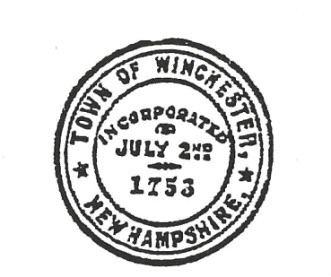 TOWN OF WINCHESTER,
NEW HAMPSHIRE,
INCORPORATED
JULY 2ND
1753